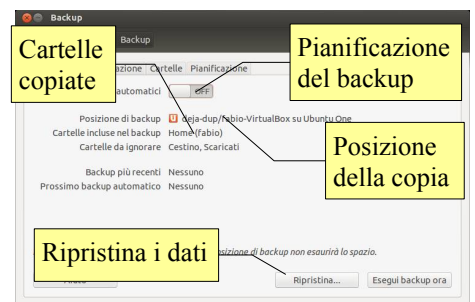 Backup
Backup
Cartelle
copiate
Pianificazione
del backup
Cartelle Pianificazione
automatici OFF
Posizione di backup deja-dup/fabio-VirtualBox su Ubuntu One
Cartelle incluse nel backup Home (fabio)
Cartelle da ignorare Cestino, Scaricati
Posizione
della copia
Backup più recenti Nessuno
Prossimo backup automatico Nessuno
Ripristina i dati
posizione di backup non esaurirà lo spazio.
Ripristina... Esegui backup ora